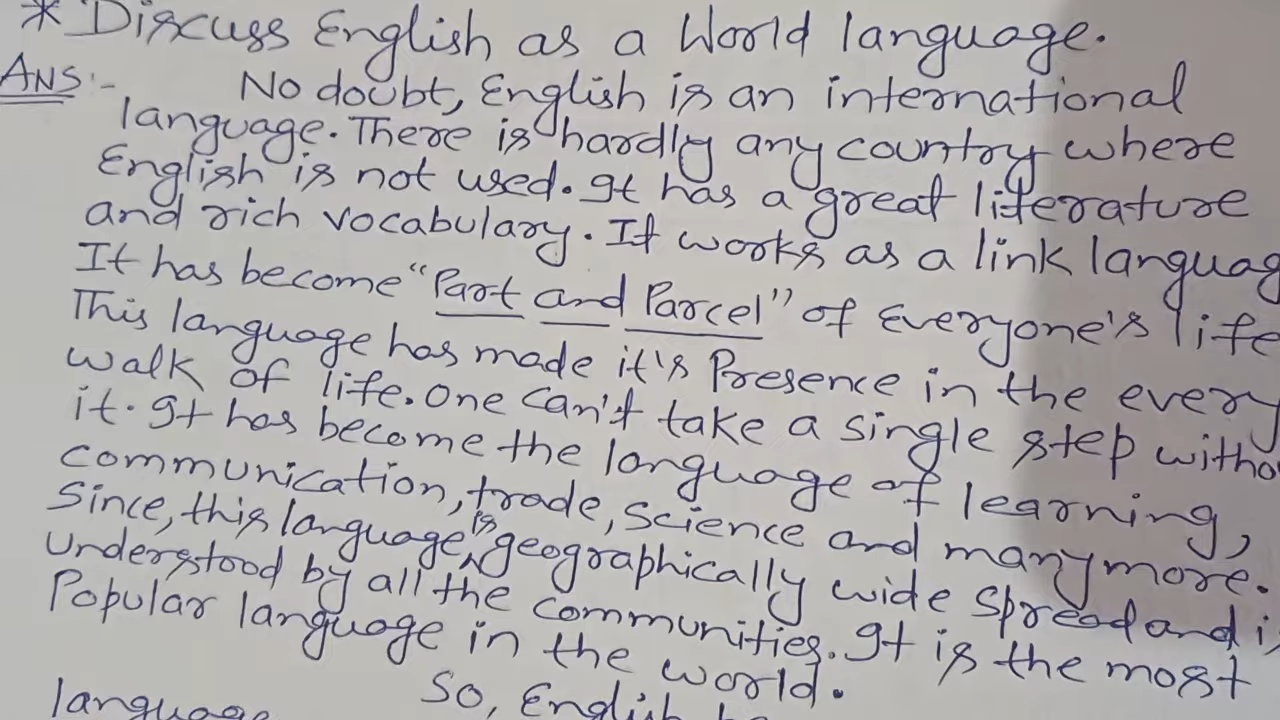 * Discuss English as a World language.
Ans:- No doubt, English is an international
language. There is hardly any country where
English is not used. It has a great literature
and rich vocabulary. It works as a link languag
It has become "Part and Parcel" of everyone's life
This language has made it's Presence in the every
walk of life. One can't take a single step witho
it. It has become the language of learning,
communication, trade, science and many more.
Since, this language, is geographically wide spread and i
understood by all the communities. It is the most
Popular language in the world.
So, English
language